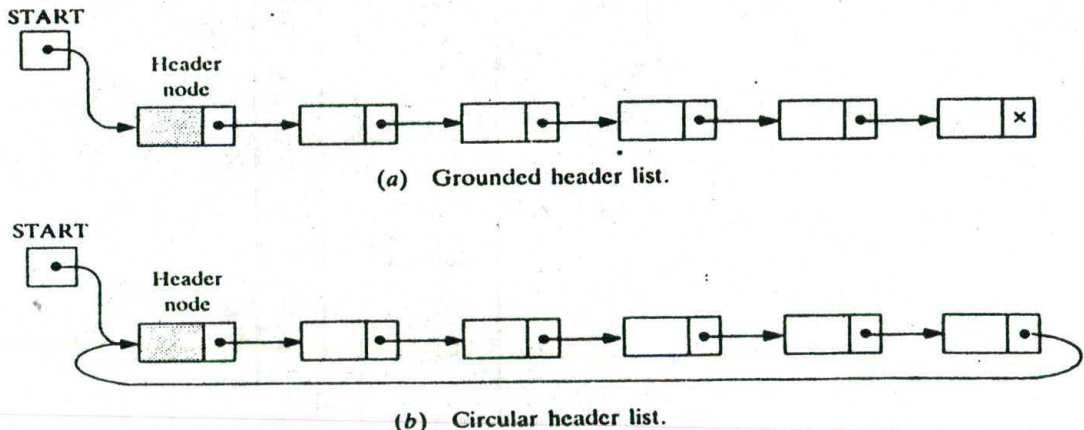 START
Header
node
×
(a) Grounded header list.
START
Header
node
(b) Circular header list.